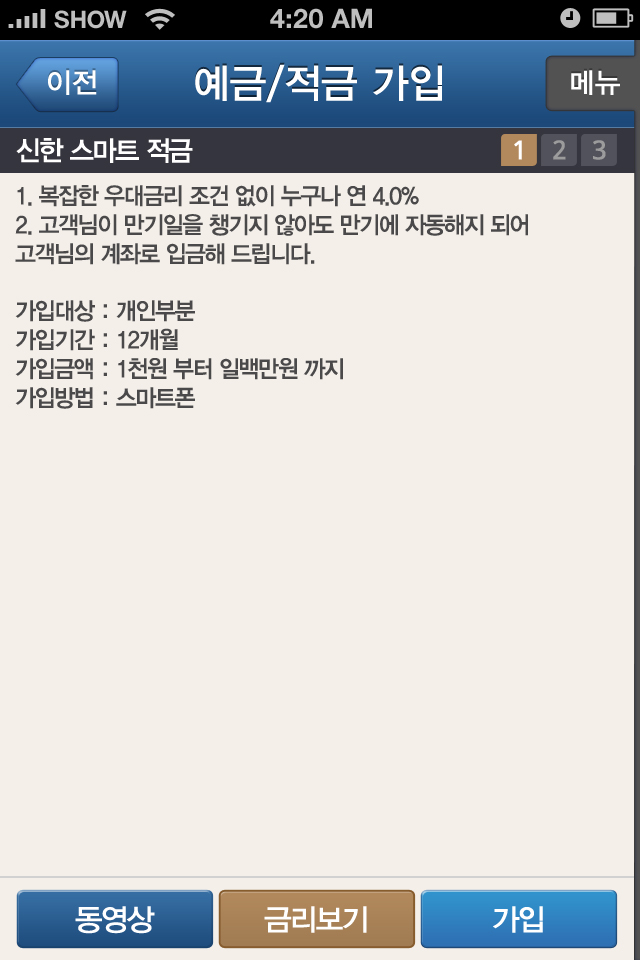 SHOW 4:20 AM
이전 예금/적금 가입 메뉴
신한 스마트 적금 1 2 3
1. 복잡한 우대금리 조건 없이 누구나 연 4.0%
2. 고객님이 만기일을 챙기지 않아도 만기에 자동해지 되어
고객님의 계좌로 입금해 드립니다.
가입대상 : 개인부분
가입기간 : 12개월
가입금액 : 1천원 부터 일백만원 까지
가입방법 : 스마트폰
동영상 금리보기 가입